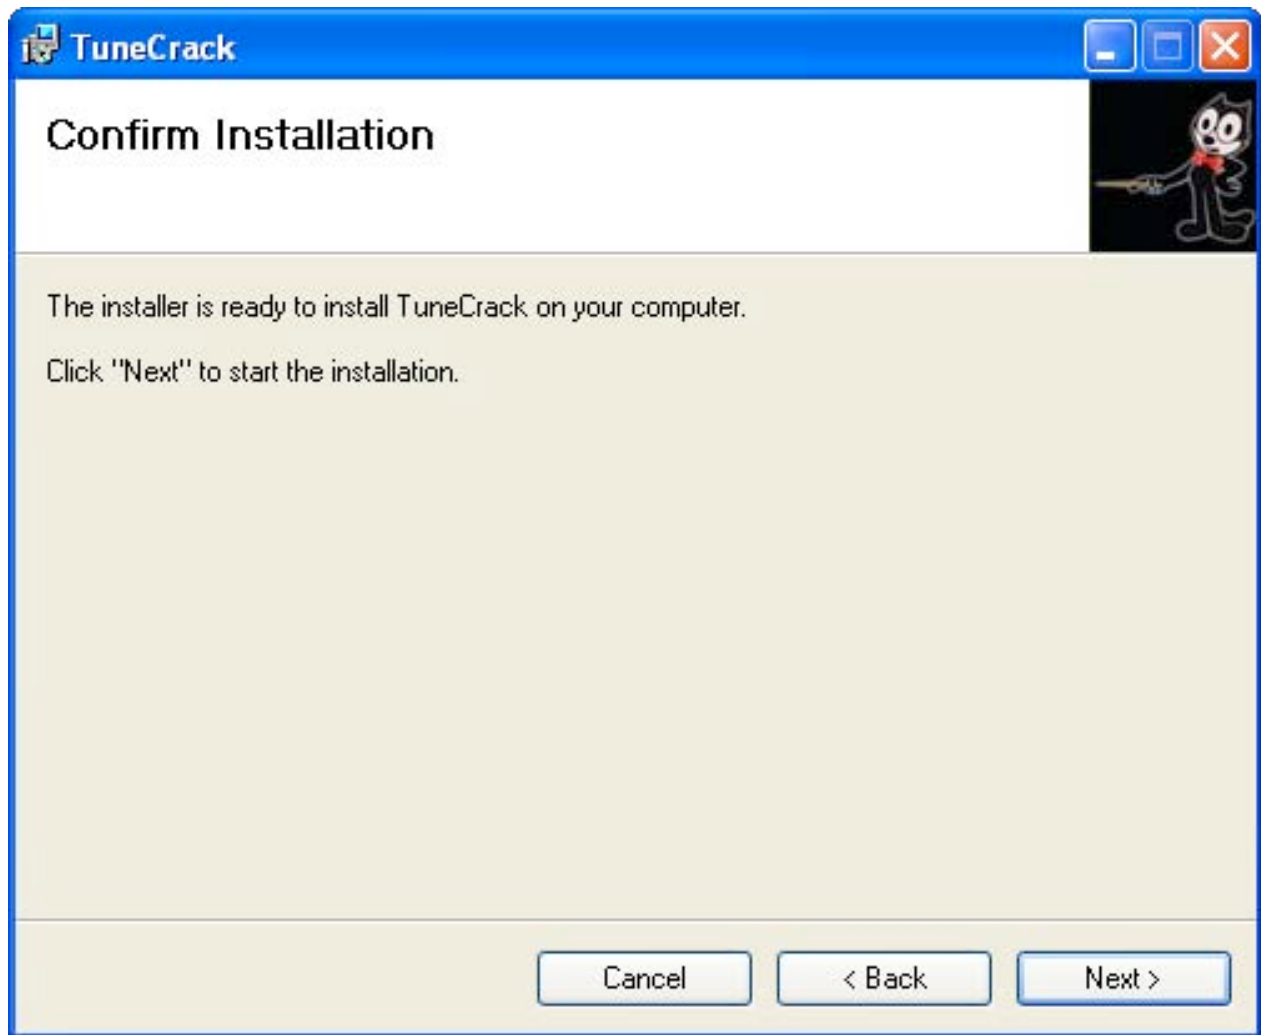 TuneCrack
Confirm Installation
The installer is ready to install TuneCrack on your computer.
Click "Next" to start the installation.
Cancel
< Back
Next >